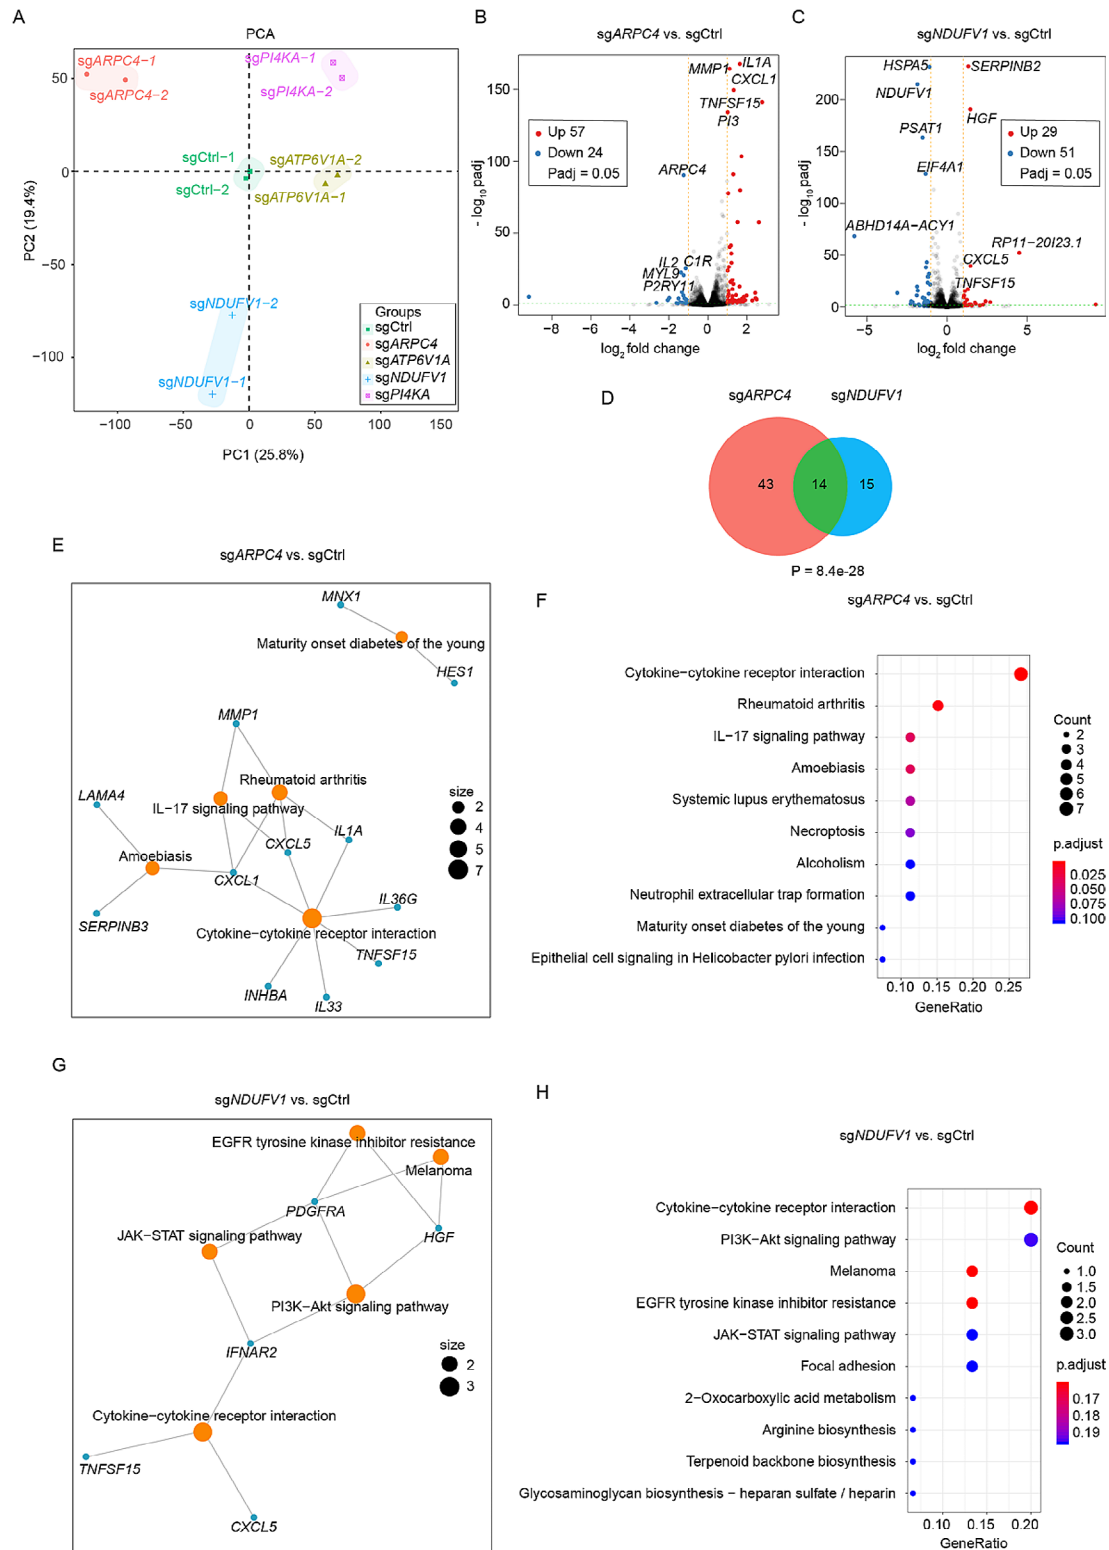 A
PCA
sgARPC4−1
sgARPC4−2
sgPI4KA−1
sgPI4KA−2
sgCtrl−1
sgCtrl−2
sgATP6V1A−2
sgATP6V1A−1
sgNDUFV1−2
sgNDUFV1−1
50
0
−50
−100
PC2 (19.4%)
−100
−50
0
50
100
150
PC1 (25.8%)
Groups
sgCtrl
sgARPC4
sgATP6V1A
sgNDUFV1
sgPI4KA
B
sgARPC4 vs. sgCtrl
MMP1
IL1A
CXCL1
TNFSF15
PI3
Up 57
Down 24
Padj = 0.05
ARPC4
IL2
C1R
MYL9
P2RY11
150
100
50
0
- log10 padj
−8
−6
−4
−2
0
2
log2 fold change
C
sgNDUFV1 vs. sgCtrl
HSPA5
SERPINB2
NDUFV1
HGF
PSAT1
EIF4A1
Up 29
Down 51
Padj = 0.05
ABHD14A−ACY1
RP11−20I23.1
CXCL5
TNFSF15
200
150
100
50
0
- log10 padj
−5
0
5
log2 fold change
D
sgARPC4
sgNDUFV1
43
14
15
P = 8.4e-28
E
sgARPC4 vs. sgCtrl
MNX1
Maturity onset diabetes of the young
HES1
MMP1
Rheumatoid arthritis
LAMA4
IL−17 signaling pathway
IL1A
CXCL5
Amoebiasis
CXCL1
IL36G
SERPINB3
Cytokine−cytokine receptor interaction
TNFSF15
INHBA
IL33
size
2
4
5
7
F
sgARPC4 vs. sgCtrl
Cytokine−cytokine receptor interaction
Rheumatoid arthritis
IL−17 signaling pathway
Amoebiasis
Systemic lupus erythematosus
Necroptosis
Alcoholism
Neutrophil extracellular trap formation
Maturity onset diabetes of the young
Epithelial cell signaling in Helicobacter pylori infection
0.10
0.15
0.20
0.25
GeneRatio
Count
2
3
4
5
6
7
p.adjust
0.025
0.050
0.075
0.100
G
sgNDUFV1 vs. sgCtrl
EGFR tyrosine kinase inhibitor resistance
Melanoma
PDGFRA
JAK−STAT signaling pathway
HGF
PI3K−Akt signaling pathway
IFNAR2
size
2
3
Cytokine−cytokine receptor interaction
TNFSF15
CXCL5
H
sgNDUFV1 vs. sgCtrl
Cytokine−cytokine receptor interaction
PI3K−Akt signaling pathway
Melanoma
EGFR tyrosine kinase inhibitor resistance
JAK−STAT signaling pathway
Focal adhesion
2−Oxocarboxylic acid metabolism
Arginine biosynthesis
Terpenoid backbone biosynthesis
Glycosaminoglycan biosynthesis − heparan sulfate / heparin
0.10
0.15
0.20
GeneRatio
Count
1.0
1.5
2.0
2.5
3.0
p.adjust
0.17
0.18
0.19